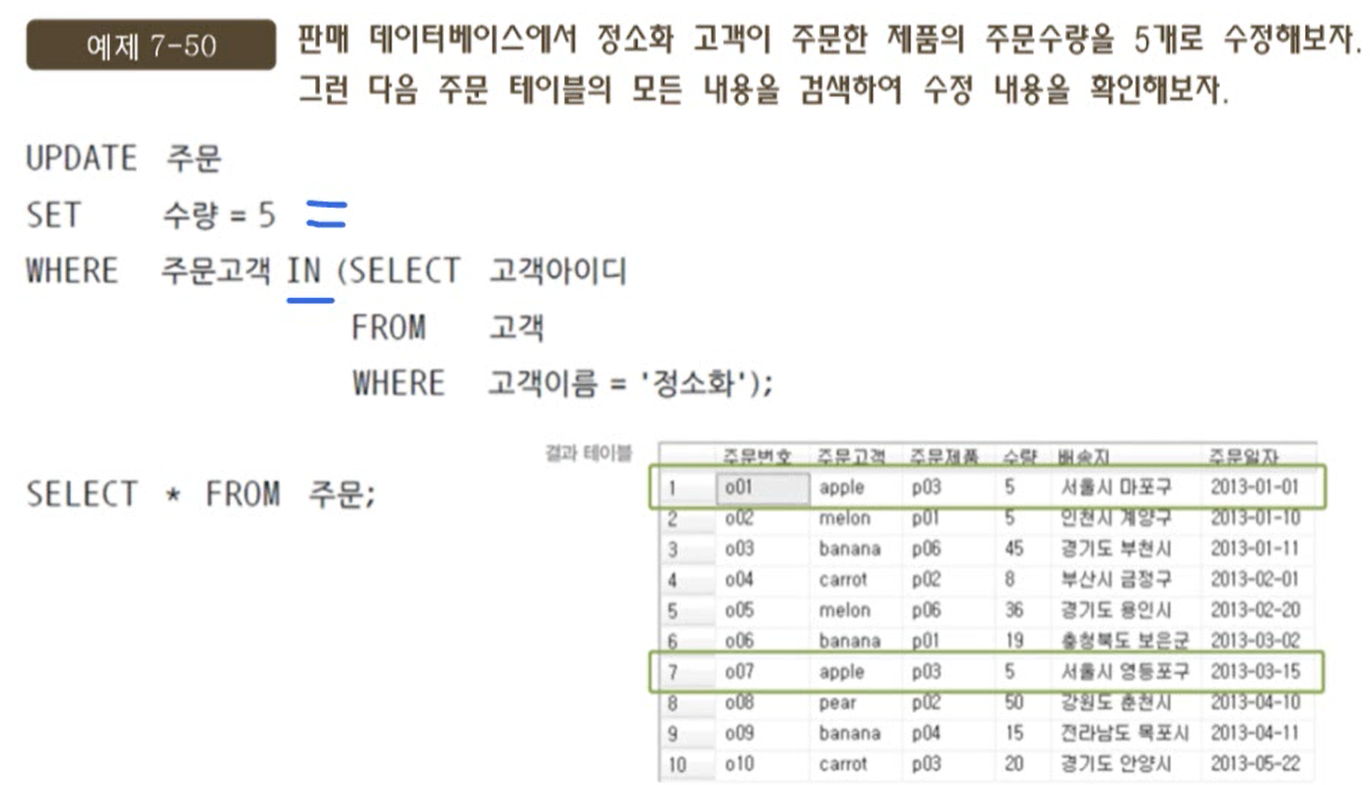 예제 7-50 판매 데이터베이스에서 정소화 고객이 주문한 제품의 주문수량을 5개로 수정해보자.
그런 다음 주문 테이블의 모든 내용을 검색하여 수정 내용을 확인해보자.
UPDATE 주문
SET 수량 = 5
WHERE 주문고객 IN (SELECT 고객아이디
FROM 고객
WHERE 고객이름 = '정소화');
SELECT * FROM 주문;
결과 테이블
주문번호 주문고객 주문제품 수량 배송지 주문일자
1 o01 apple p03 5 서울시 마포구 2013-01-01
2 o02 melon p01 5 인천시 계양구 2013-01-10
3 o03 banana p06 45 경기도 부천시 2013-01-11
4 o04 carrot p02 8 부산시 금정구 2013-02-01
5 o05 melon p06 36 경기도 용인시 2013-02-20
6 o06 banana p01 19 충청북도 보은군 2013-03-02
7 o07 apple p03 5 서울시 영등포구 2013-03-15
8 o08 pear p02 50 강원도 춘천시 2013-04-10
9 o09 banana p04 15 전라남도 목포시 2013-04-11
10 o10 carrot p03 20 경기도 안양시 2013-05-22